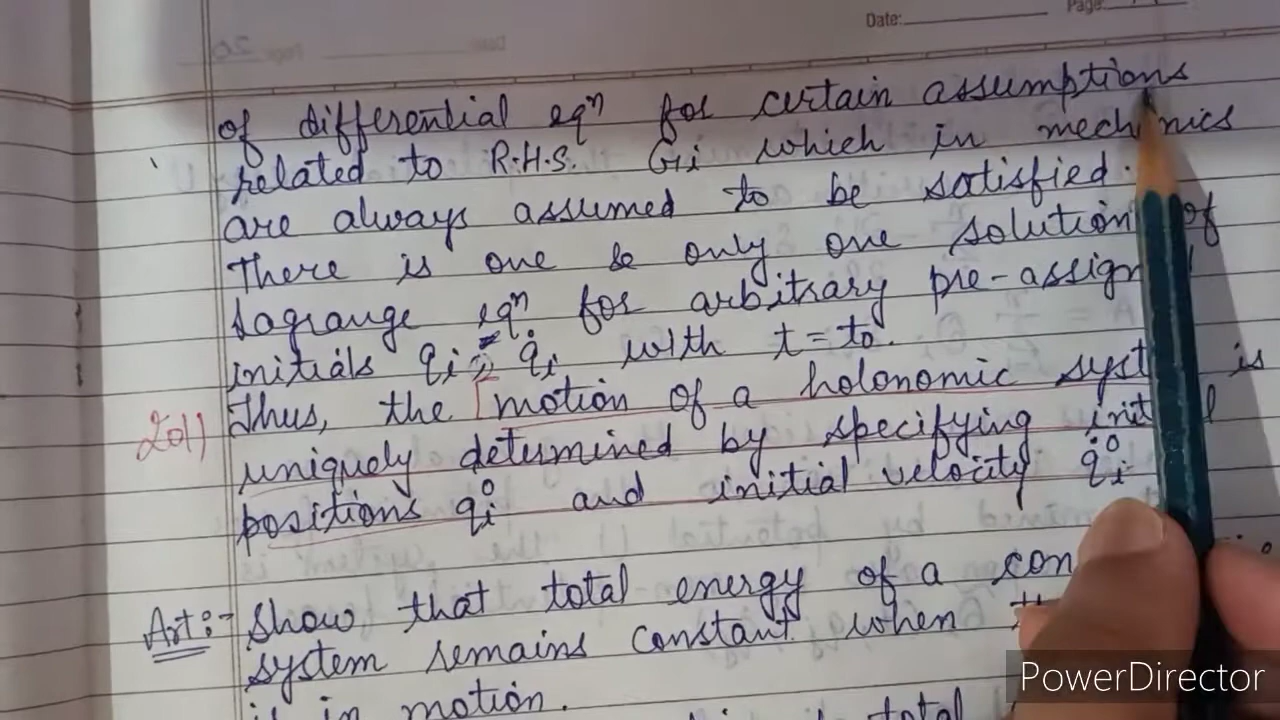 Date: Page:
of differential eqⁿ for certain assumptions
related to R.H.S. Gi which in mechanics
are always assumed to be satisfied.
There is one & only one solution of
Lagrange eqⁿ for arbitrary pre-assign
initials qi, q̇i with t = t0.
Thus, the motion of a holonomic syst is
2011
uniquely determined by specifying
positions qi⁰ and initial velocity q̇i⁰
Art:- Show that total energy of a con
system remains constant when
in motion.
total
PowerDirector